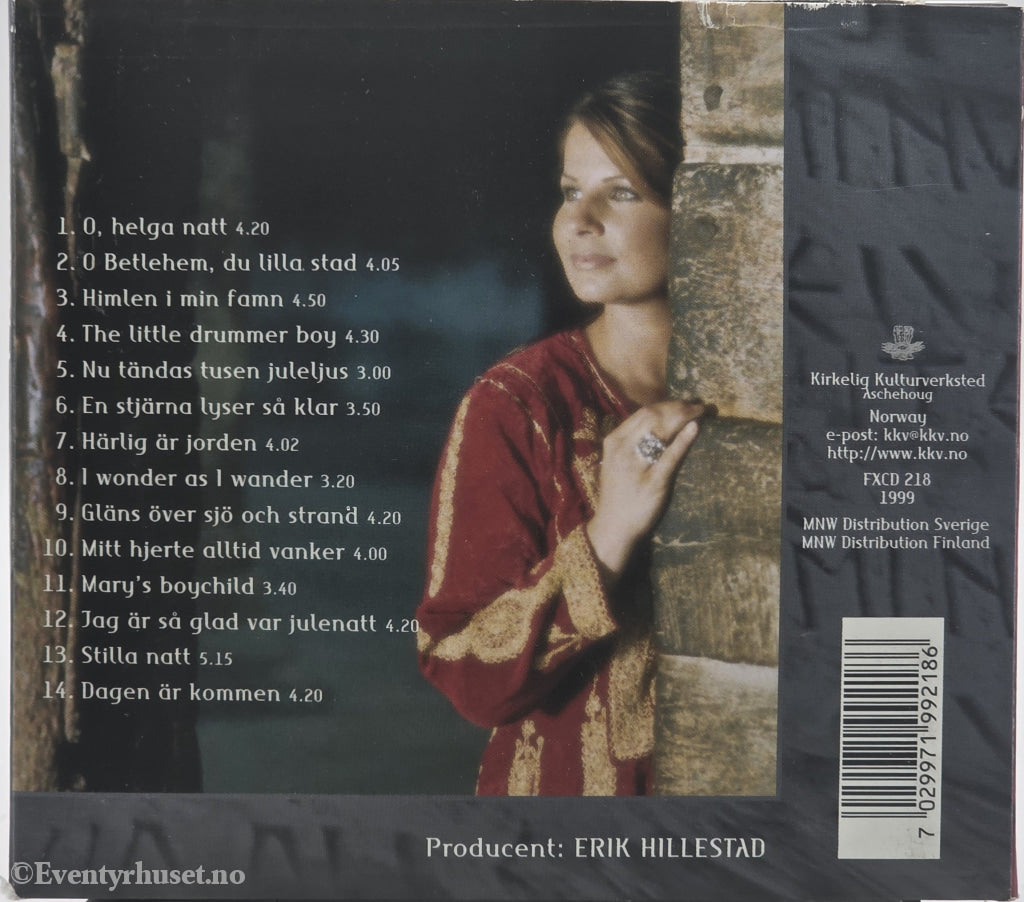 1. O, helga natt 4.20
2. O Betlehem, du lilla stad 4.05
3. Himlen i min famn 4.50
4. The little drummer boy 4.30
5. Nu tändas tusen juleljus 3.00
6. En stjärna lyser så klar 3.50
7. Härlig är jorden 4.02
8. I wonder as I wander 3.20
9. Gläns över sjö och strand 4.20
10. Mitt hjerte alltid vanker 4.00
11. Mary's boychild 3.40
12. Jag är så glad var julenatt 4.20
13. Stilla natt 5.15
14. Dagen är kommen 4.20
Kirkelig Kulturverksted
Aschehoug
Norway
e-post: kkv@kkv.no
http://www.kkv.no
FXCD 218
1999
MNW Distribution Sverige
MNW Distribution Finland
7 029971 992186
Producent: ERIK HILLESTAD
©Eventyrhuset.no